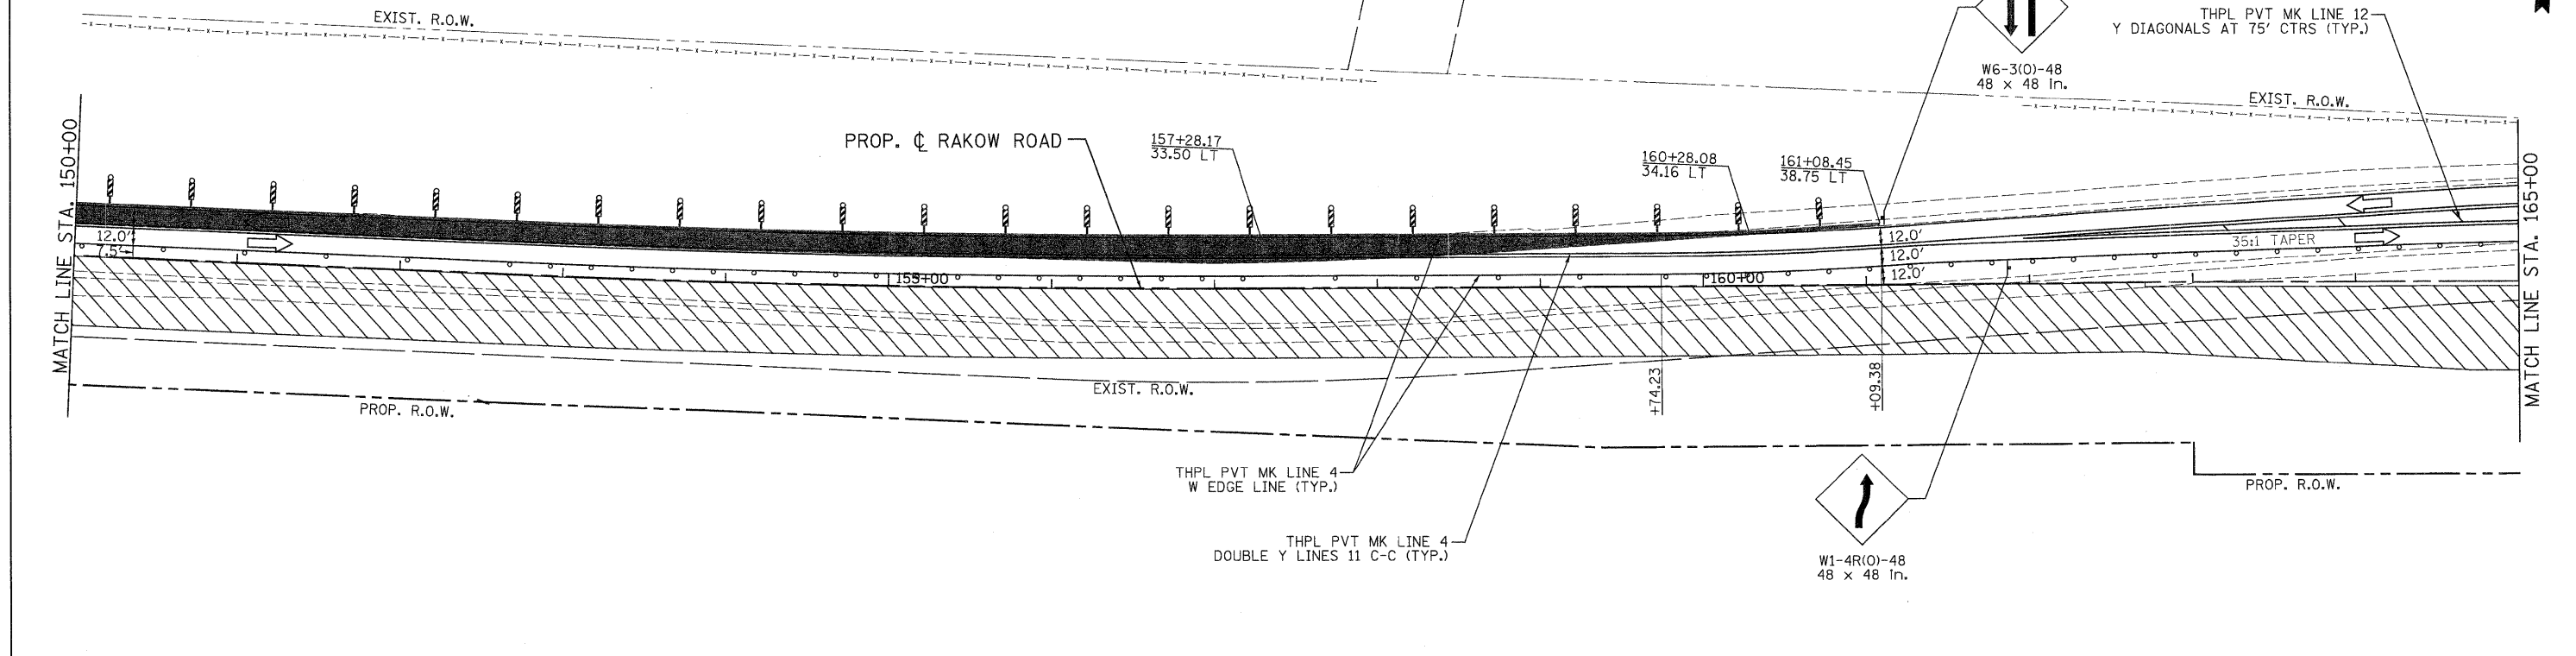 EXIST. R.O.W.
THPL PVT MK LINE 12
Y DIAGONALS AT 75' CTRS (TYP.)
W6-3(O)-48
48 x 48 In.
EXIST. R.O.W.
MATCH LINE STA. 150+00
PROP. ℄ RAKOW ROAD
157+28.17
33.50 LT
160+28.08
34.16 LT
161+08.45
38.75 LT
MATCH LINE STA. 165+00
12.0'
7.5'
12.0'
12.0'
12.0'
35:1 TAPER
155+00
160+00
EXIST. R.O.W.
+74.23
+09.38
PROP. R.O.W.
THPL PVT MK LINE 4
W EDGE LINE (TYP.)
PROP. R.O.W.
THPL PVT MK LINE 4
DOUBLE Y LINES 11 C-C (TYP.)
W1-4R(O)-48
48 x 48 In.